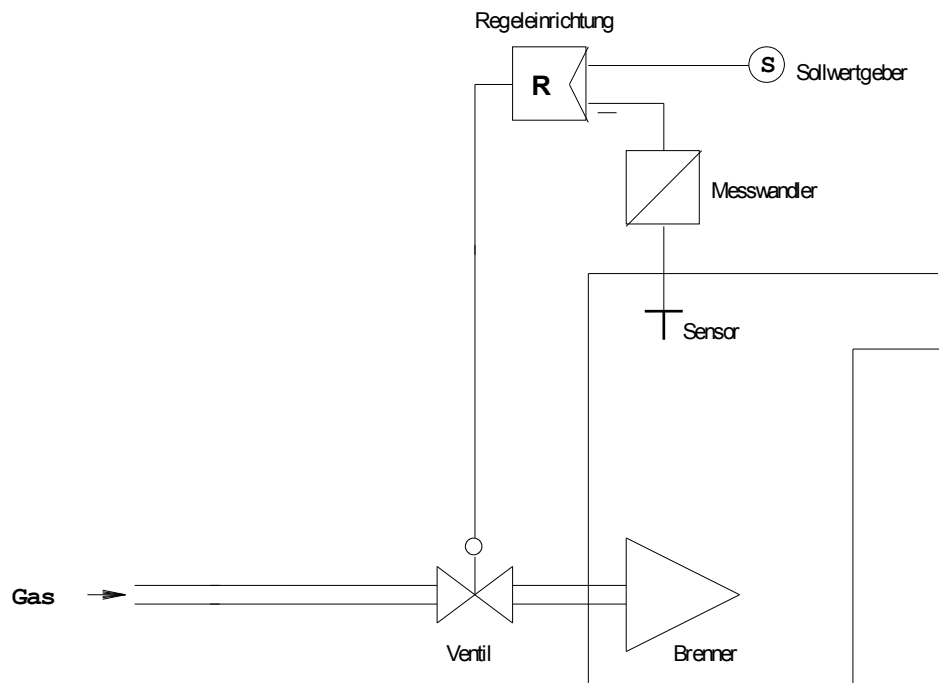 Regeleinrichtung
R
S
Sollwertgeber
Messwandler
Sensor
Gas
Ventil
Brenner